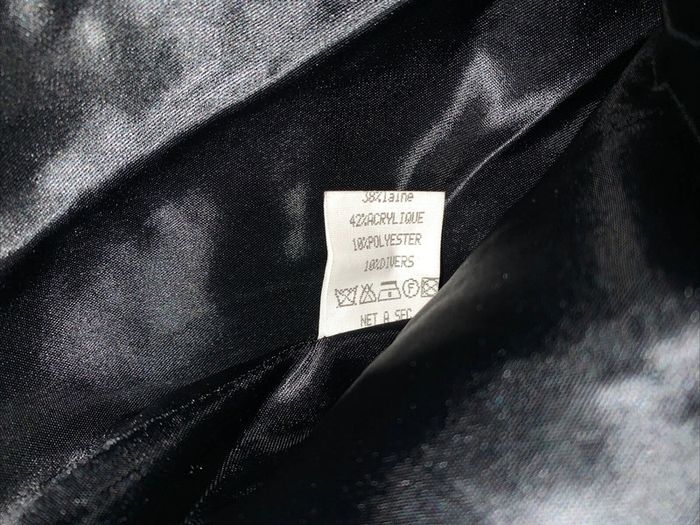 38%laine
42%ACRYLIQUE
10%POLYESTER
10%DIVERS
F
NET A SEC